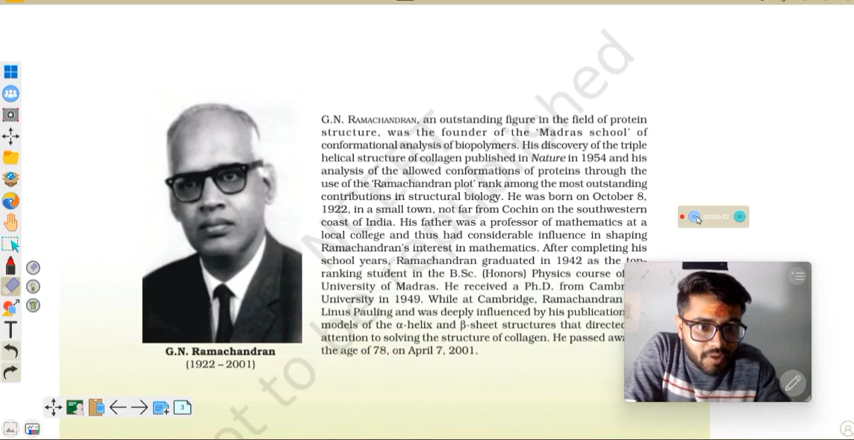 G.N. RAMACHANDRAN, an outstanding figure in the field of protein
structure, was the founder of the 'Madras school' of
conformational analysis of biopolymers. His discovery of the triple
helical structure of collagen published in Nature in 1954 and his
analysis of the allowed conformations of proteins through the
use of the 'Ramachandran plot' rank among the most outstanding
contributions in structural biology. He was born on October 8,
1922, in a small town, not far from Cochin on the southwestern
coast of India. His father was a professor of mathematics at a
local college and thus had considerable influence in shaping
Ramachandran's interest in mathematics. After completing his
school years, Ramachandran graduated in 1942 as the top-
ranking student in the B.Sc. (Honors) Physics course of
University of Madras. He received a Ph.D. from Cambr
University in 1949. While at Cambridge, Ramachandran
Linus Pauling and was deeply influenced by his publication
models of the α-helix and β-sheet structures that directed
attention to solving the structure of collagen. He passed awa
the age of 78, on April 7, 2001.
G.N. Ramachandran
(1922 – 2001)
3